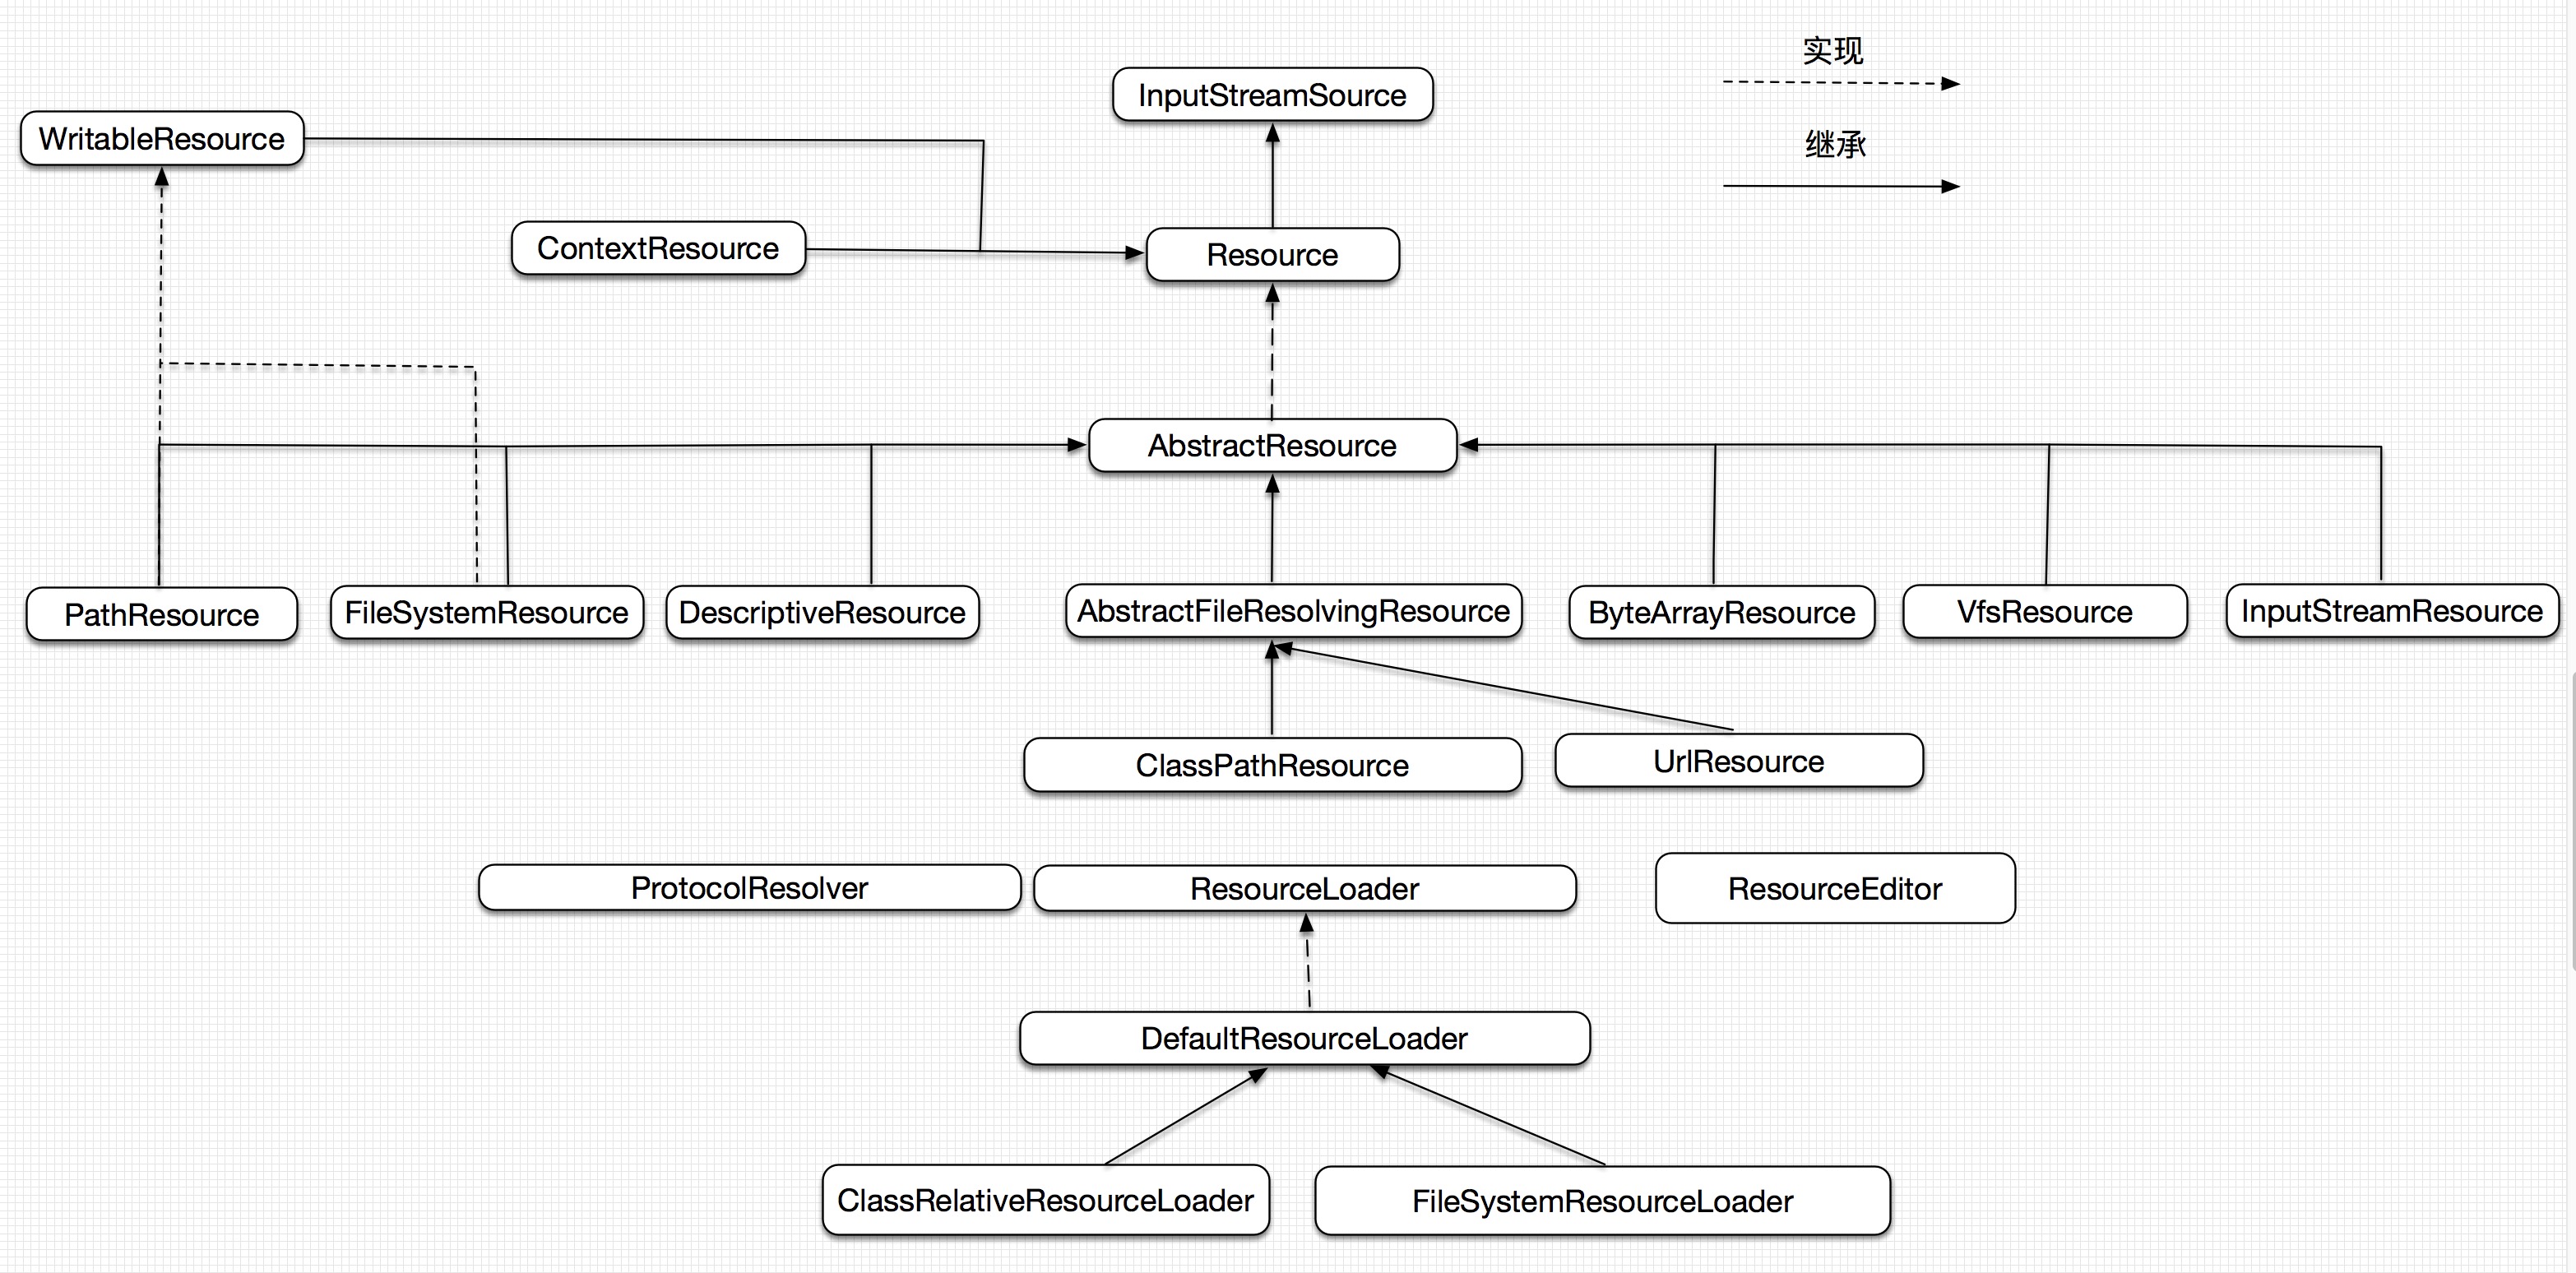 实现
InputStreamSource
WritableResource
继承
ContextResource
Resource
AbstractResource
PathResource
FileSystemResource
DescriptiveResource
AbstractFileResolvingResource
ByteArrayResource
VfsResource
InputStreamResource
ClassPathResource
UrlResource
ProtocolResolver
ResourceLoader
ResourceEditor
DefaultResourceLoader
ClassRelativeResourceLoader
FileSystemResourceLoader